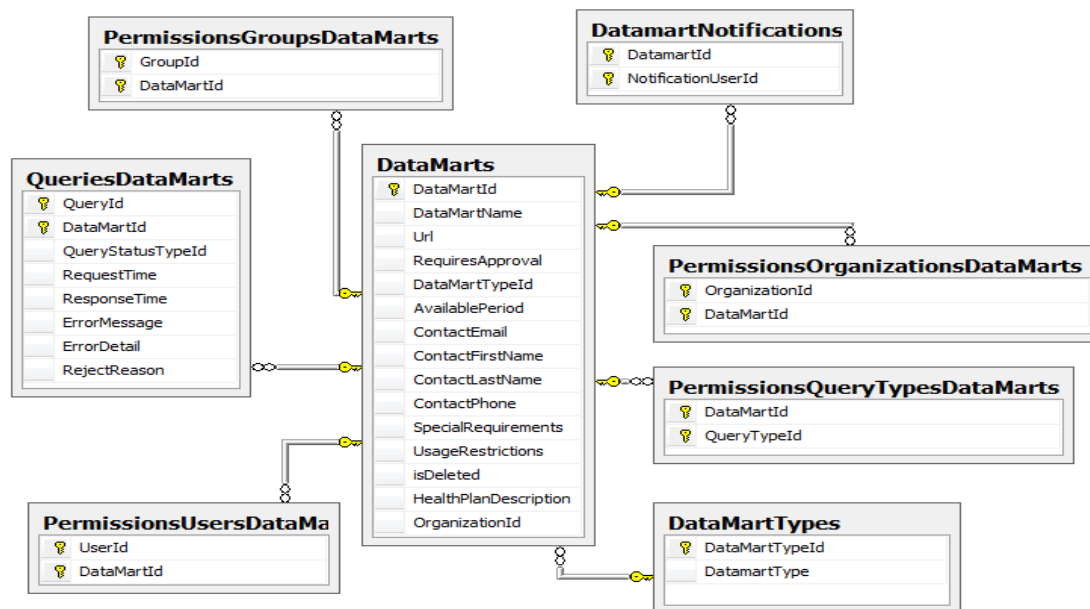 PermissionsGroupsDataMarts
GroupId
DataMartId
DatamartNotifications
DatamartId
NotificationUserId
QueriesDataMarts
QueryId
DataMartId
QueryStatusTypeId
RequestTime
ResponseTime
ErrorMessage
ErrorDetail
RejectReason
DataMarts
DataMartId
DataMartName
Url
RequiresApproval
DataMartTypeId
AvailablePeriod
ContactEmail
ContactFirstName
ContactLastName
ContactPhone
SpecialRequirements
UsageRestrictions
isDeleted
HealthPlanDescription
OrganizationId
PermissionsOrganizationsDataMarts
OrganizationId
DataMartId
PermissionsQueryTypesDataMarts
DataMartId
QueryTypeId
PermissionsUsersDataMa
UserId
DataMartId
DataMartTypes
DataMartTypeId
DatamartType